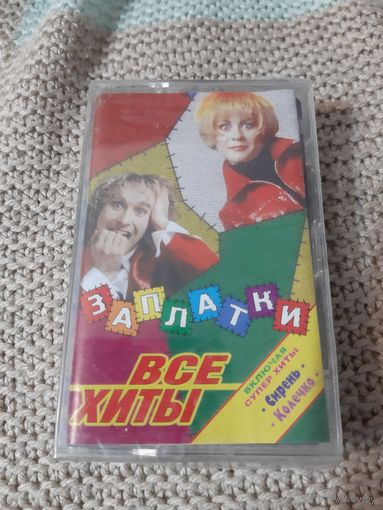 ЗАПЛАТКИ
ВСЕ
ХИТЫ
ВКЛЮЧАЯ
СУПЕР ХИТЫ
• Сирень •
• Колечко •